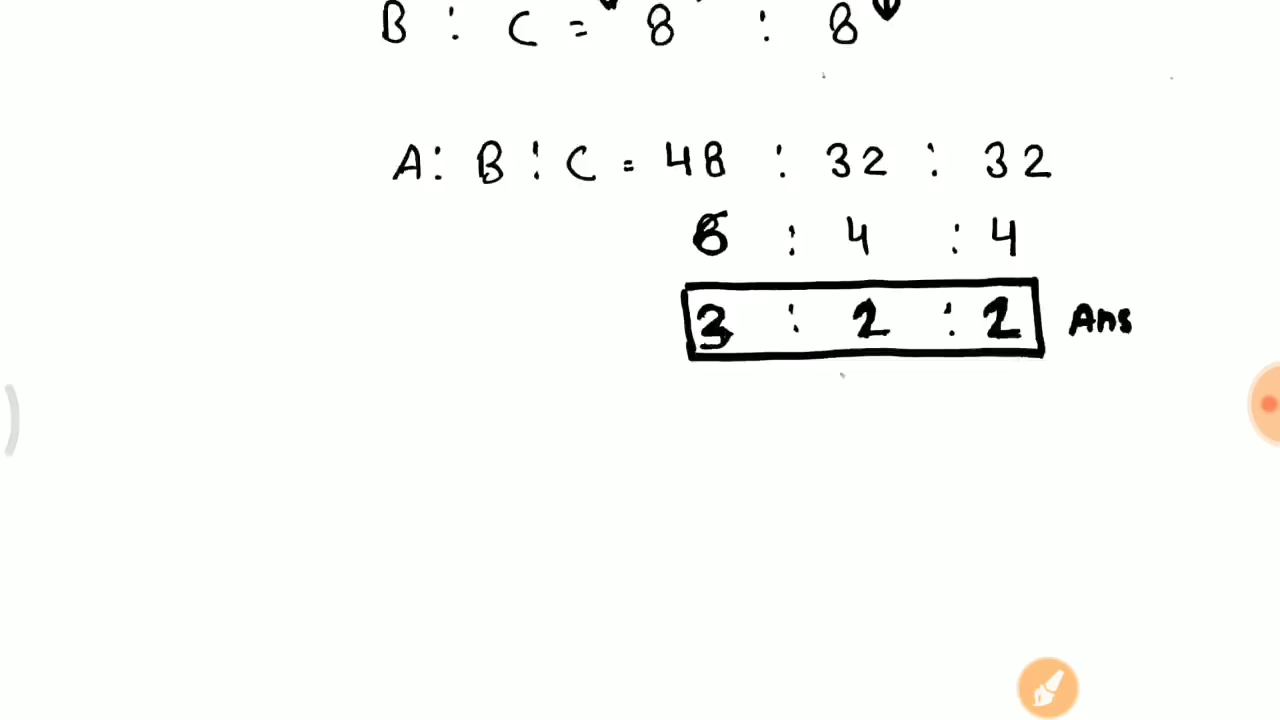 B : C = 8 : 8
A : B : C = 48 : 32 : 32
6 : 4 : 4
3 : 2 : 2 Ans